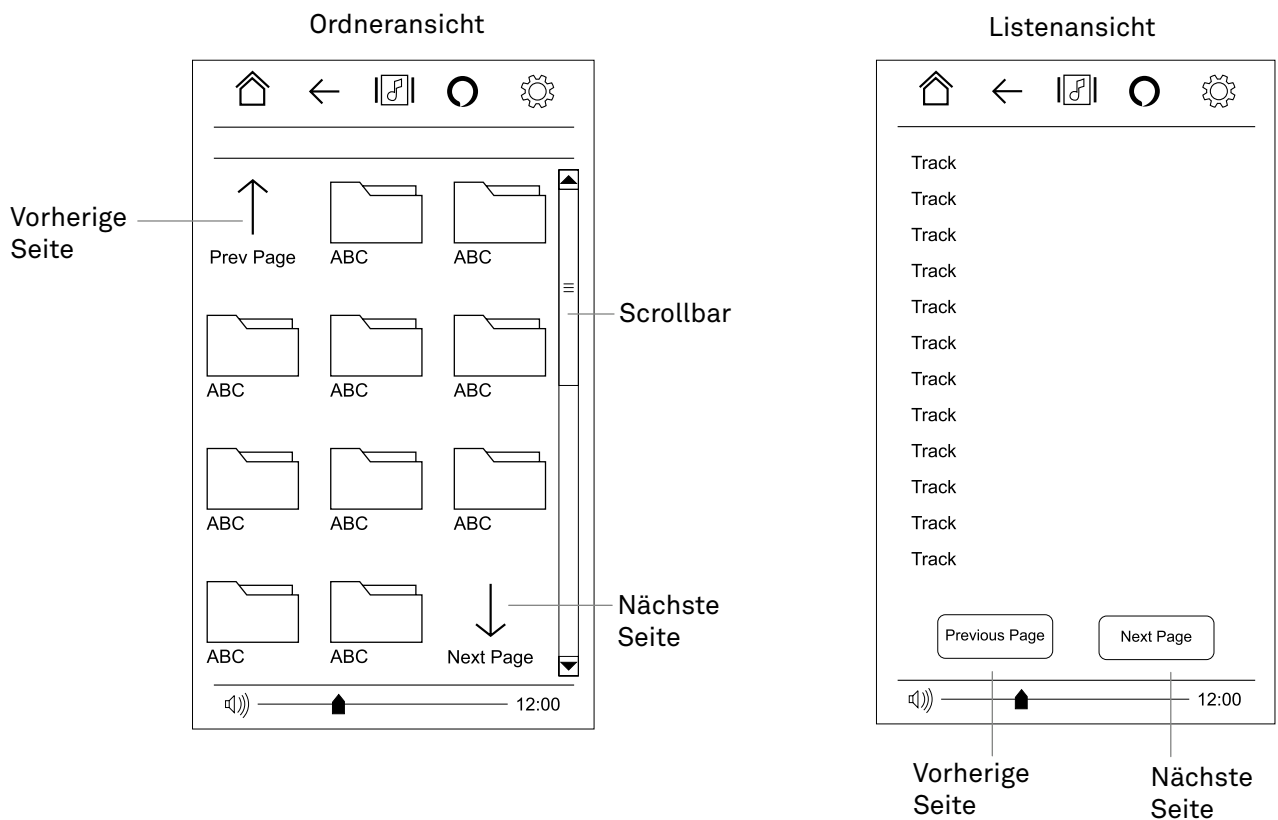 Ordneransicht
Vorherige
Seite
Prev Page
ABC
ABC
ABC
ABC
ABC
Scrollbar
ABC
ABC
ABC
ABC
ABC
Next Page
Nächste
Seite
12:00
Listenansicht
Track
Track
Track
Track
Track
Track
Track
Track
Track
Track
Track
Track
Previous Page
Next Page
12:00
Vorherige
Seite
Nächste
Seite